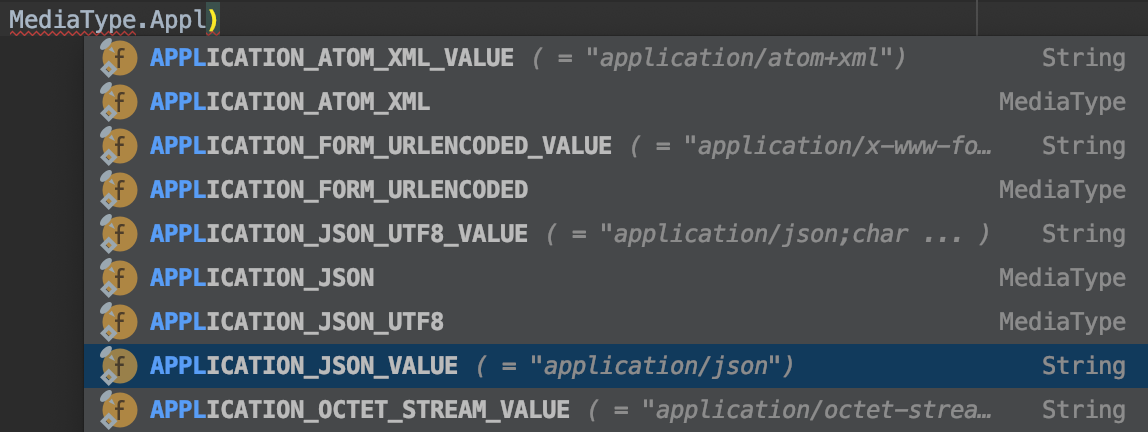 MediaType.Appl)
f APPLICATION_ATOM_XML_VALUE ( = "application/atom+xml") String
f APPLICATION_ATOM_XML MediaType
f APPLICATION_FORM_URLENCODED_VALUE ( = "application/x-www-fo… String
f APPLICATION_FORM_URLENCODED MediaType
f APPLICATION_JSON_UTF8_VALUE ( = "application/json;char ... ) String
f APPLICATION_JSON MediaType
f APPLICATION_JSON_UTF8 MediaType
f APPLICATION_JSON_VALUE ( = "application/json") String
f APPLICATION_OCTET_STREAM_VALUE ( = "application/octet-strea… String